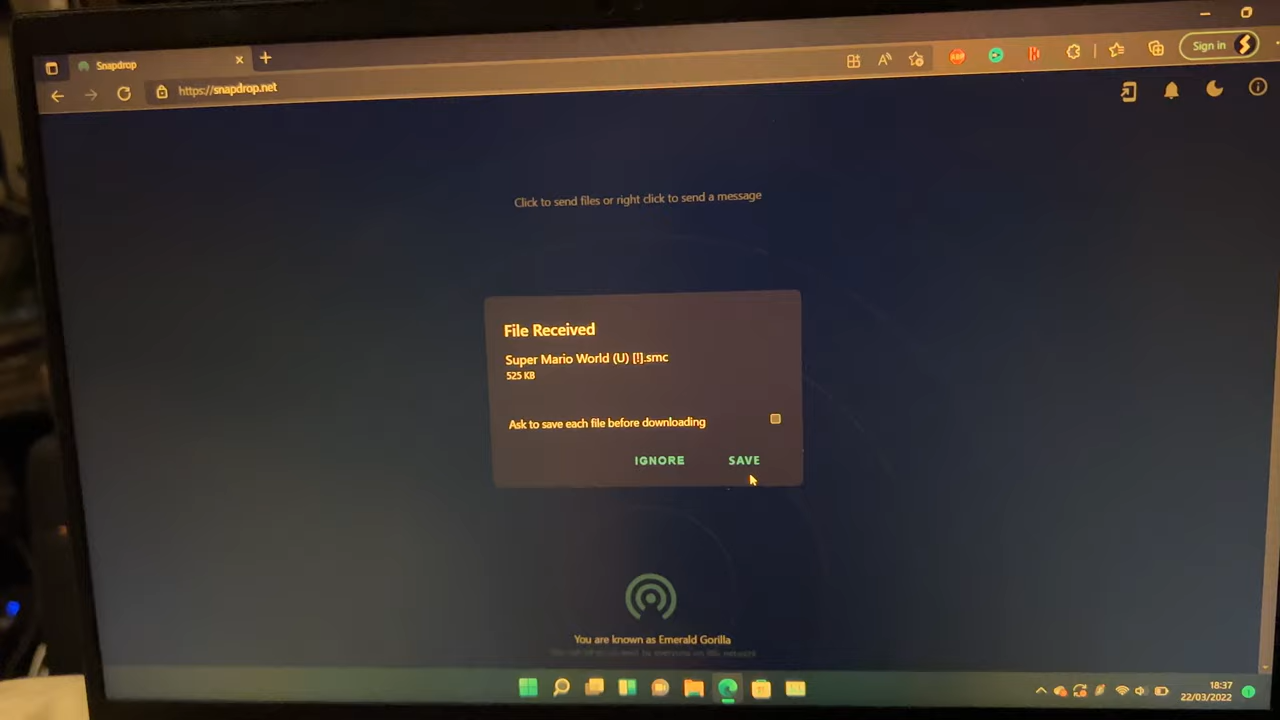 Snapdrop
Sign in
https://snapdrop.net
Click to send files or right click to send a message
File Received
Super Mario World (U) [!].smc
525 KB
Ask to save each file before downloading
IGNORE
SAVE
You are known as Emerald Gorilla
18:37
22/03/2022